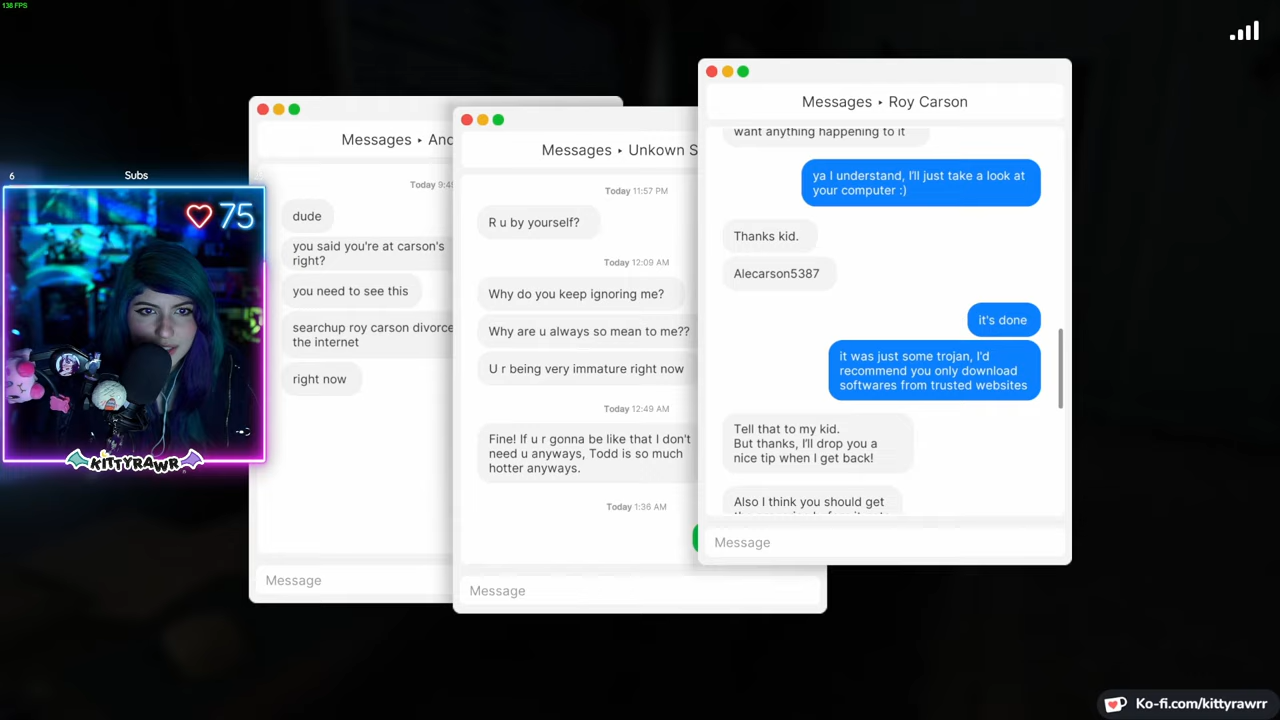 138 FPS
6
Subs
75
KITTYRAWR
Messages ‣ And
Today 9:4
dude
you said you're at carson's
right?
you need to see this
searchup roy carson divorce
the internet
right now
Message
Messages ‣ Unkown S
Today 11:57 PM
R u by yourself?
Today 12:09 AM
Why do you keep ignoring me?
Why are u always so mean to me??
U r being very immature right now
Today 12:49 AM
Fine! If u r gonna be like that I don't
need u anyways, Todd is so much
hotter anyways.
Today 1:36 AM
Message
Messages ‣ Roy Carson
want anything happening to it
ya I understand, I'll just take a look at
your computer :)
Thanks kid.
Alecarson5387
it's done
it was just some trojan, I'd
recommend you only download
softwares from trusted websites
Tell that to my kid.
But thanks, I'll drop you a
nice tip when I get back!
Also I think you should get
Message
Ko-fi.com/kittyrawrr